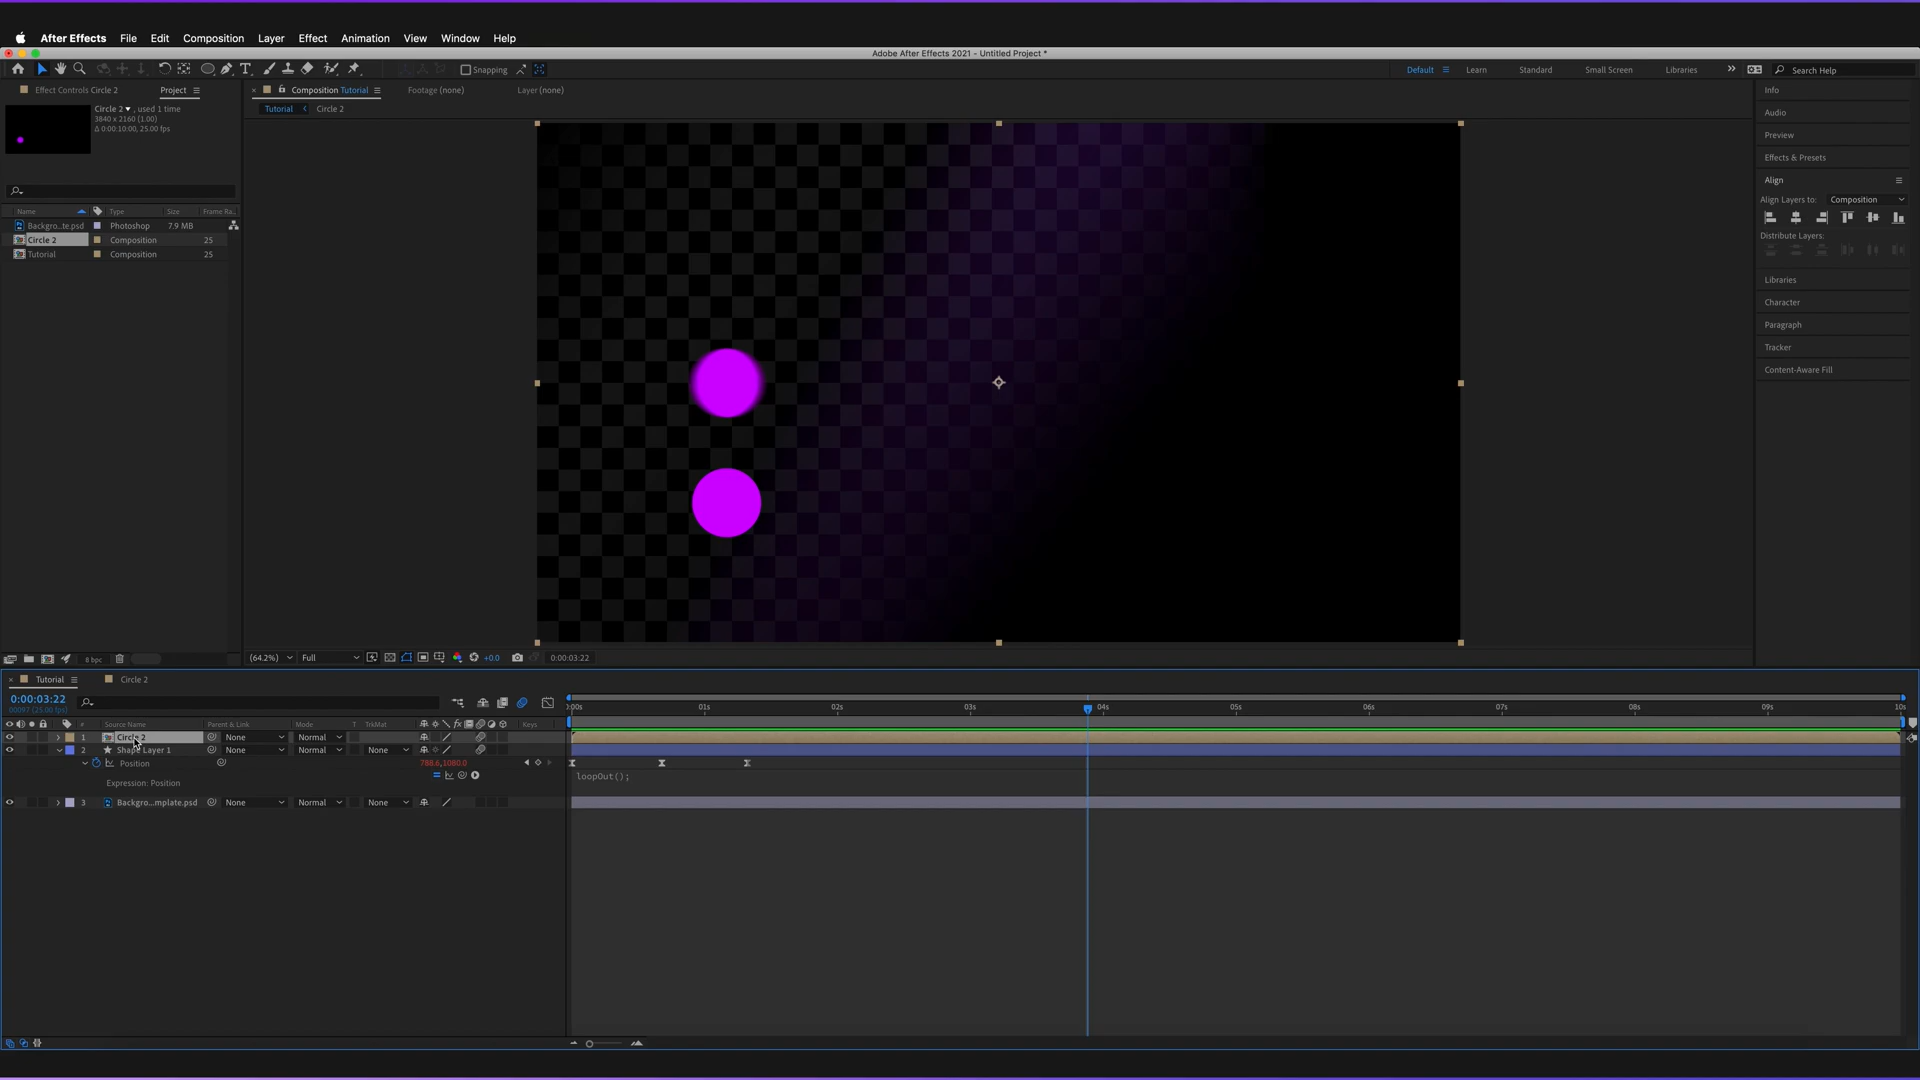 After Effects File Edit Composition Layer Effect Animation View Window Help
Adobe After Effects 2021 - Untitled Project *
Snapping
Default Learn Standard Small Screen Libraries Search Help
Effect Controls Circle 2 Project
Composition Tutorial Footage (none) Layer (none)
Tutorial Circle 2
Circle 2 , used 1 time
3840 x 2160 (1.00)
Δ 0:00:10:00, 25.00 fps
Name Type Size Frame Ra..
Backgro...te.psd Photoshop 7.9 MB
Circle 2 Composition 25
Tutorial Composition 25
8 bpc
Info
Audio
Preview
Effects & Presets
Align
Align Layers to: Composition
Distribute Layers:
Libraries
Character
Paragraph
Tracker
Content-Aware Fill
(64.2%) Full +0.0 0:00:03:22
Tutorial Circle 2
0:00:03:22
00097 (25.00 fps)
# Source Name Parent & Link Mode T TrkMat Keys
:00s 01s 02s 03s 04s 05s 06s 07s 08s 09s 10s
1 Circle 2 None Normal
2 Shape Layer 1 None Normal None
Position 788.6,1080.0
Expression: Position loopOut();
3 Backgro...mplate.psd None Normal None